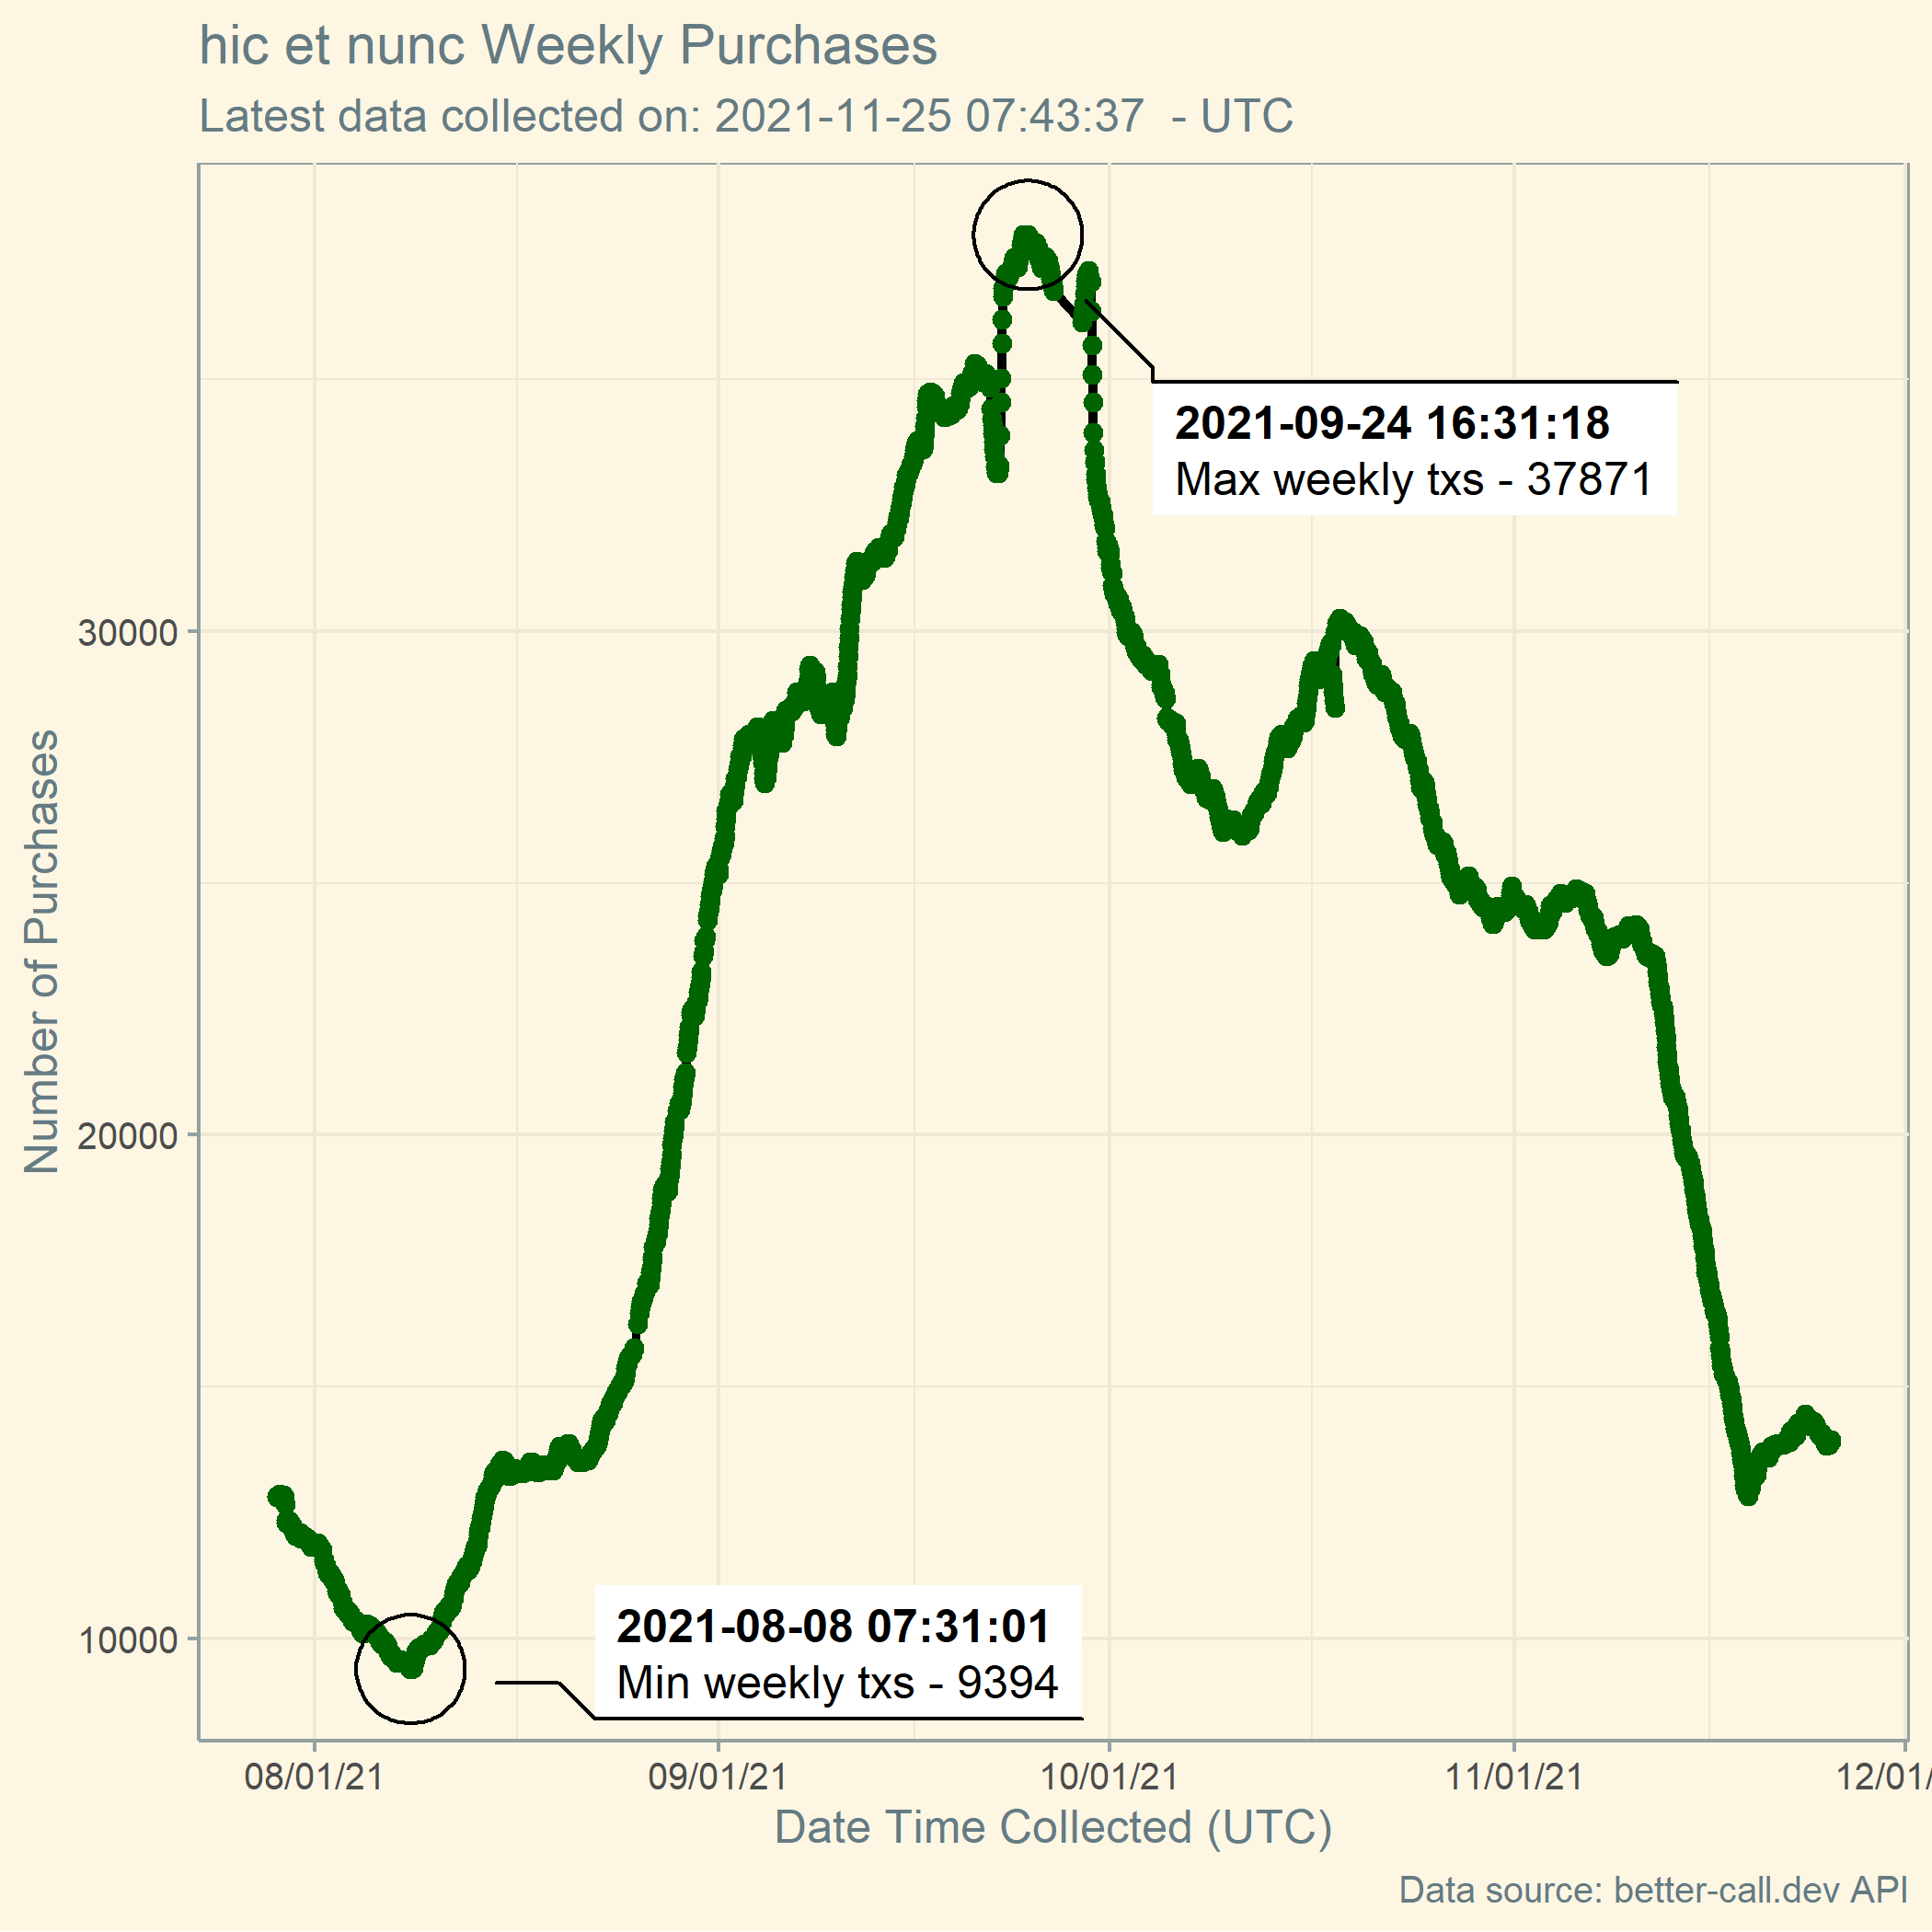 hic et nunc Weekly Purchases
Latest data collected on: 2021-11-25 07:43:37 - UTC
2021-09-24 16:31:18
Max weekly txs - 37871
30000
20000
10000
Number of Purchases
2021-08-08 07:31:01
Min weekly txs - 9394
08/01/21
09/01/21
10/01/21
11/01/21
12/01/
Date Time Collected (UTC)
Data source: better-call.dev API